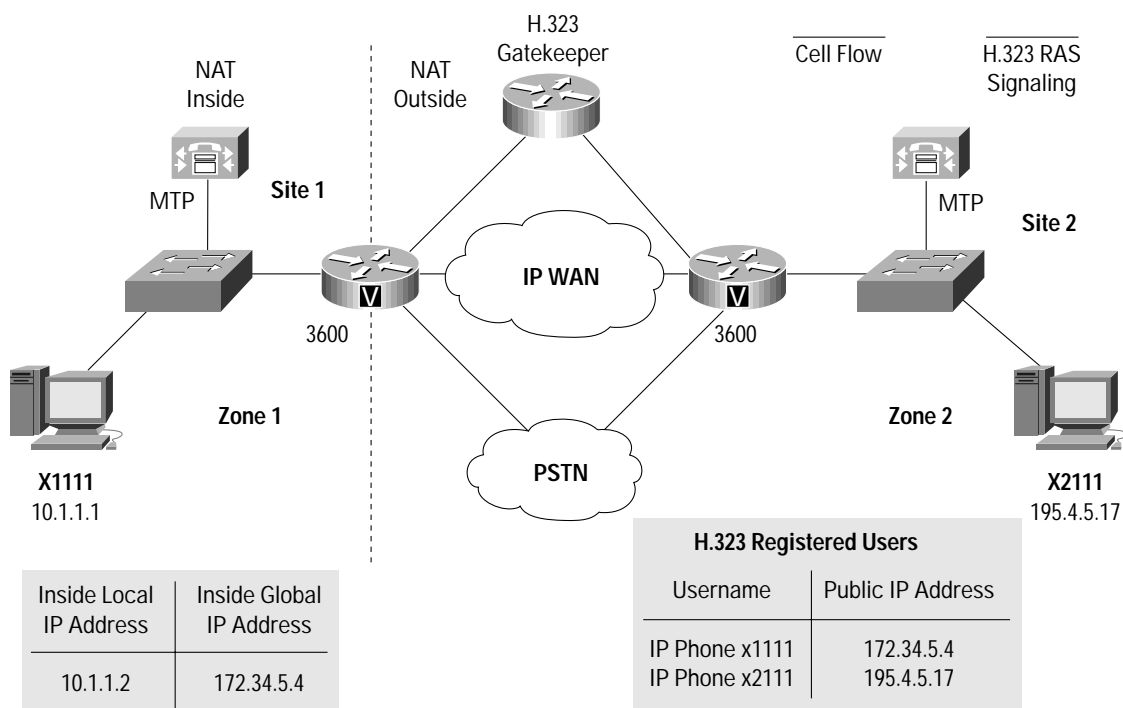 H.323
Gatekeeper
Cell Flow
H.323 RAS
Signaling
NAT
Inside
NAT
Outside
MTP
Site 1
MTP
Site 2
IP WAN
V
3600
V
3600
Zone 1
Zone 2
PSTN
X1111
10.1.1.1
X2111
195.4.5.17
Inside Local
IP Address
Inside Global
IP Address
10.1.1.2
172.34.5.4
H.323 Registered Users
Username
Public IP Address
IP Phone x1111
172.34.5.4
IP Phone x2111
195.4.5.17